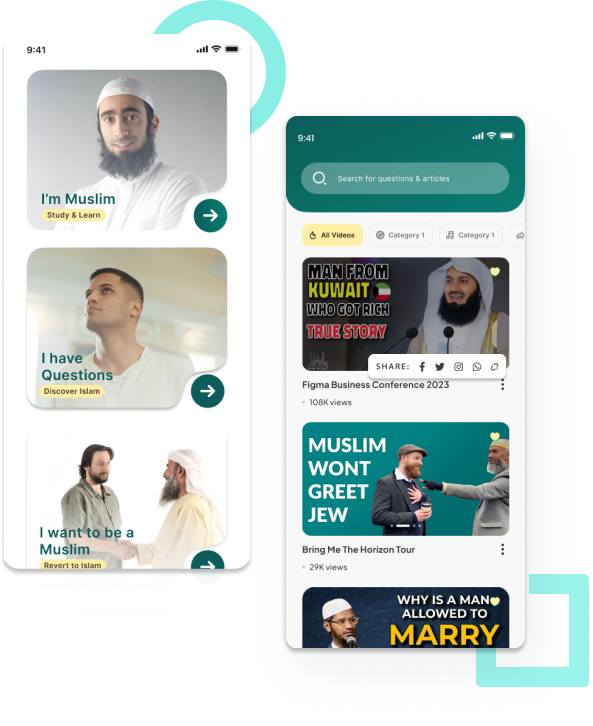 9:41
I'm Muslim
Study & Learn
I have
Questions
Discover Islam
I want to be a
Muslim
Revert to Islam
9:41
Search for questions & articles
All Videos
Category 1
Category 1
MAN FROM
KUWAIT
WHO GOT RICH
TRUE STORY
SHARE:
Figma Business Conference 2023
108K views
MUSLIM
WONT
GREET
JEW
Bring Me The Horizon Tour
29K views
WHY IS A MAN
ALLOWED TO
MARRY